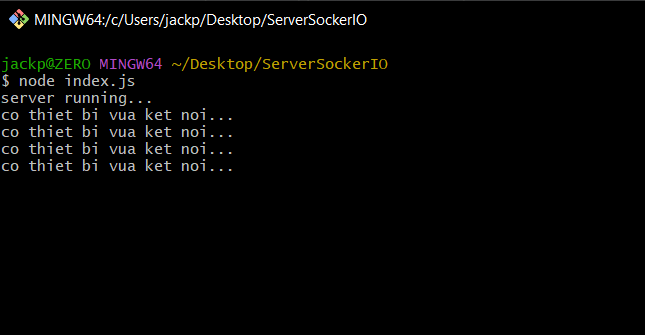 MINGW64:/c/Users/jackp/Desktop/ServerSockerIO
jackp@ZERO MINGW64 ~/Desktop/ServerSockerIO
$ node index.js
server running...
co thiet bi vua ket noi...
co thiet bi vua ket noi...
co thiet bi vua ket noi...
co thiet bi vua ket noi...